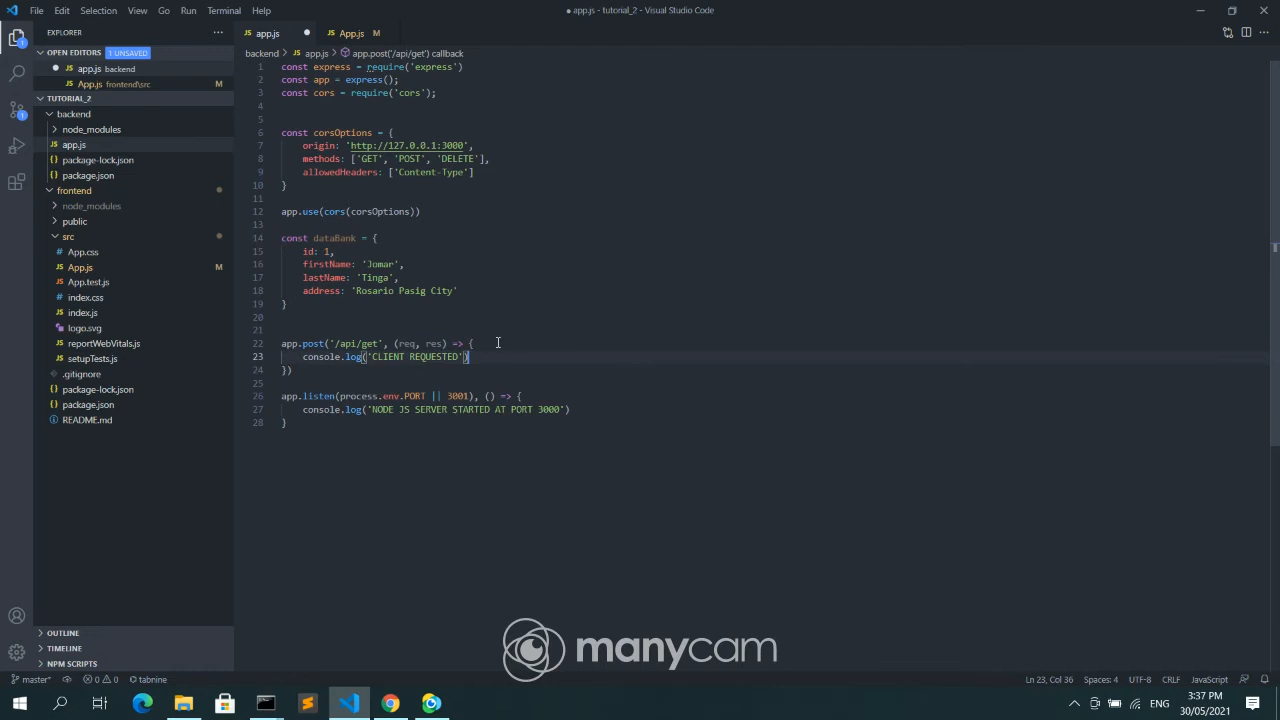 File Edit Selection View Go Run Terminal Help
● app.js - tutorial_2 - Visual Studio Code
EXPLORER
OPEN EDITORS 1 UNSAVED
app.js backend
App.js frontend\src M
TUTORIAL_2
backend
node_modules
app.js
package-lock.json
package.json
frontend
node_modules
public
src
App.css
App.js M
App.test.js
index.css
index.js
logo.svg
reportWebVitals.js
setupTests.js
.gitignore
package-lock.json
package.json
README.md
OUTLINE
TIMELINE
NPM SCRIPTS
app.js ● App.js M
backend > app.js > app.post('/api/get') callback
1 const express = require('express')
2 const app = express();
3 const cors = require('cors');
4
5
6 const corsOptions = {
7 origin: 'http://127.0.0.1:3000',
8 methods: ['GET', 'POST', 'DELETE'],
9 allowedHeaders: ['Content-Type']
10 }
11
12 app.use(cors(corsOptions))
13
14 const dataBank = {
15 id: 1,
16 firstName: 'Jomar',
17 lastName: 'Tinga',
18 address: 'Rosario Pasig City'
19 }
20
21
22 app.post('/api/get', (req, res) => {
23 console.log('CLIENT REQUESTED')
24 })
25
26 app.listen(process.env.PORT || 3001), () => {
27 console.log('NODE JS SERVER STARTED AT PORT 3000')
28 }
manycam
master* 0 0 tabnine
Ln 23, Col 36 Spaces: 4 UTF-8 CRLF JavaScript
ENG
3:37 PM
30/05/2021